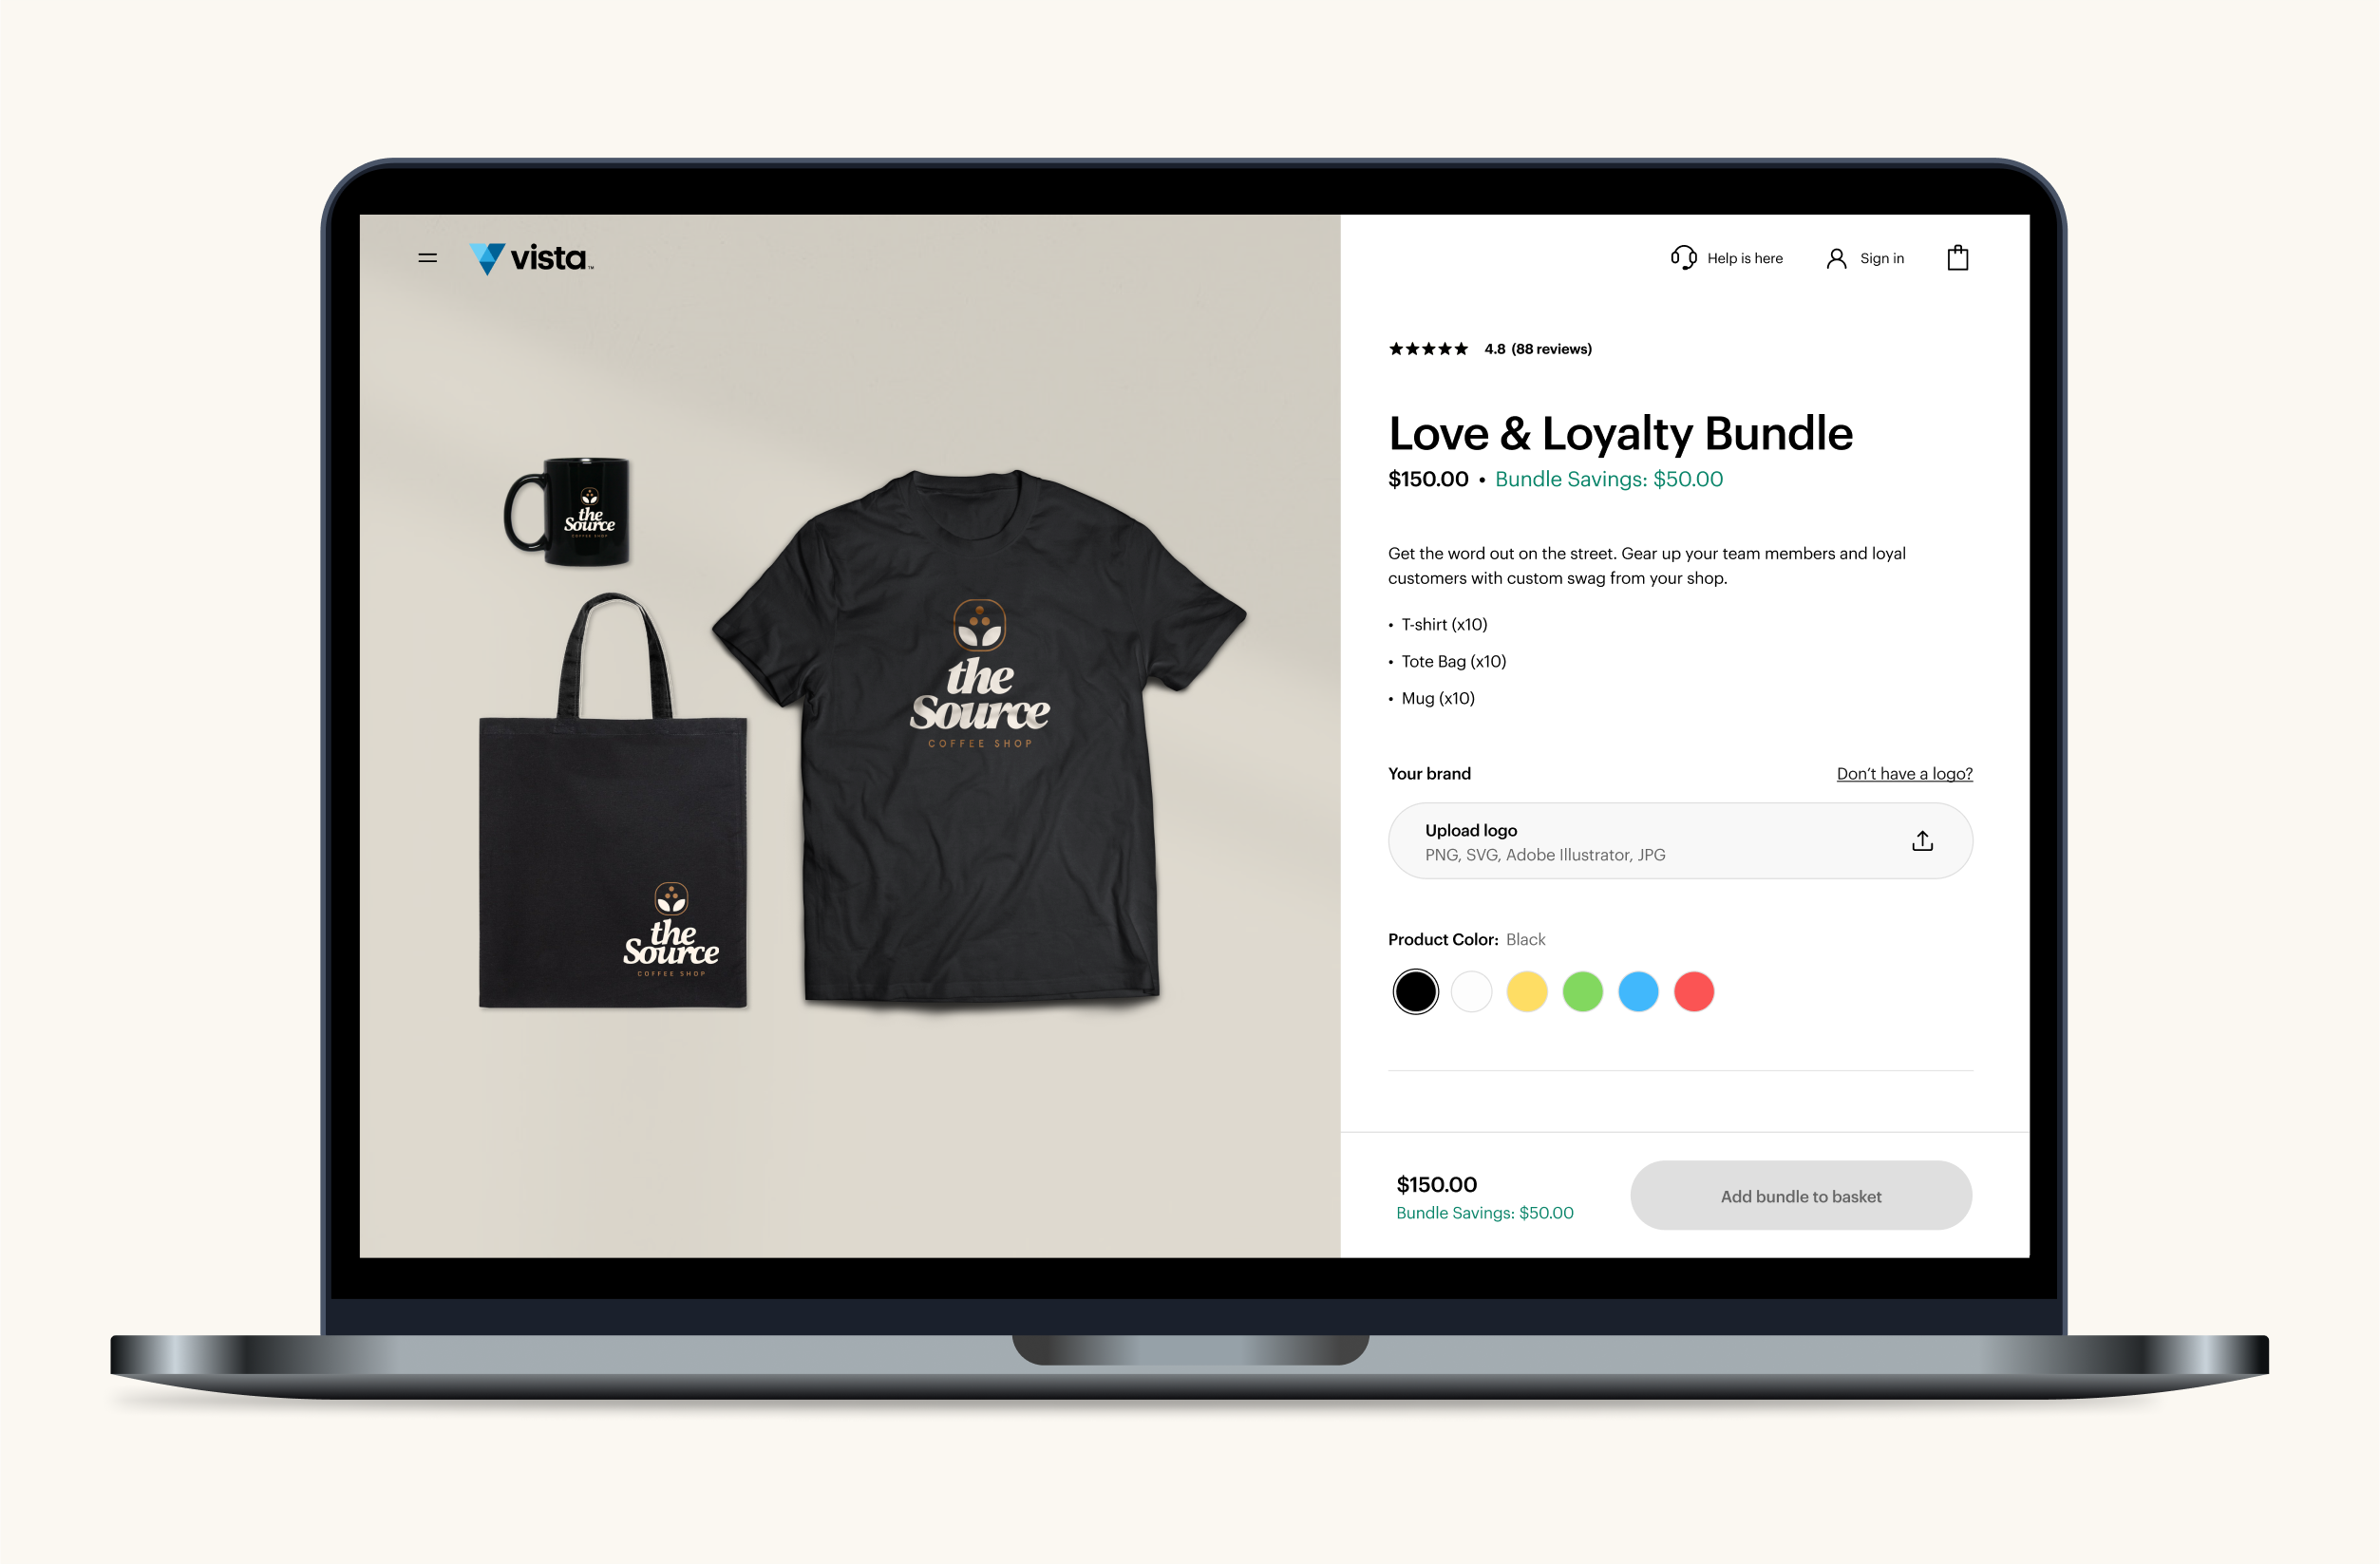 vista™
Help is here
Sign in
the
Source
COFFEE SHOP
the
Source
COFFEE SHOP
the
Source
COFFEE SHOP
4.8 (88 reviews)
Love & Loyalty Bundle
$150.00 • Bundle Savings: $50.00
Get the word out on the street. Gear up your team members and loyal
customers with custom swag from your shop.
• T-shirt (x10)
• Tote Bag (x10)
• Mug (x10)
Your brand
Don't have a logo?
Upload logo
PNG, SVG, Adobe Illustrator, JPG
Product Color: Black
$150.00
Bundle Savings: $50.00
Add bundle to basket